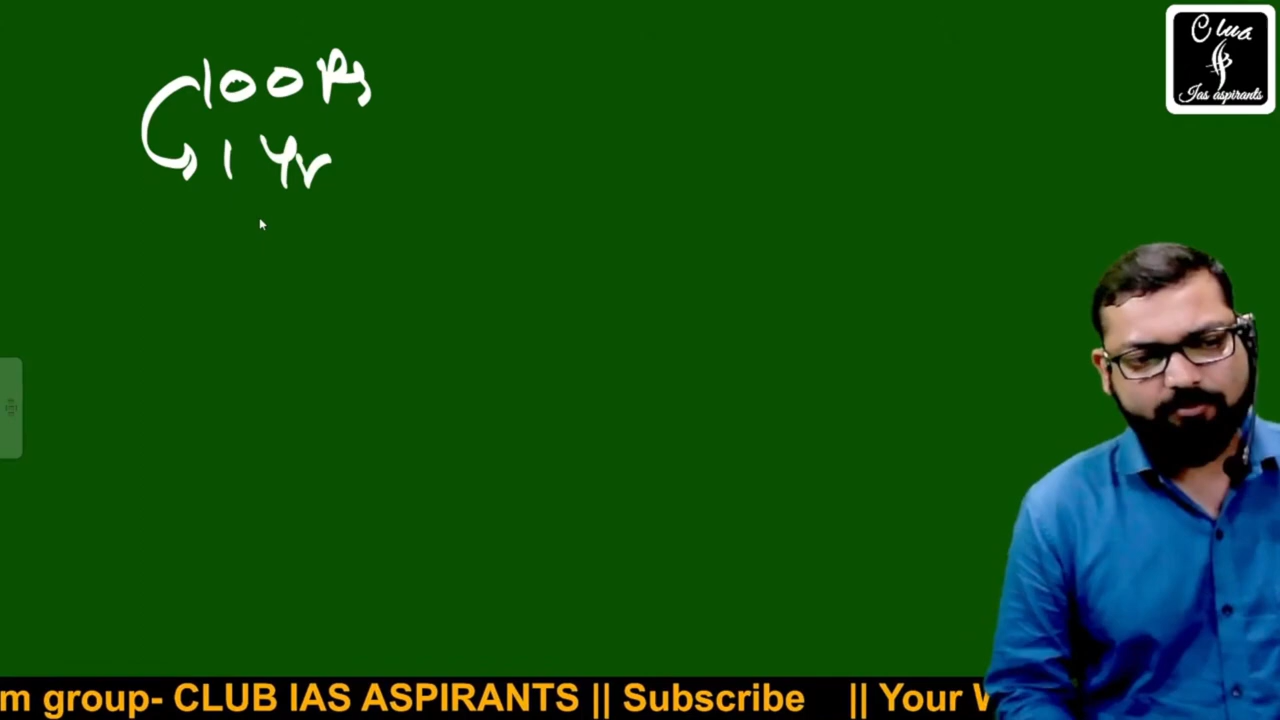 100 Rs
1 Yr
Club
Ias aspirants
m group- CLUB IAS ASPIRANTS || Subscribe || Your